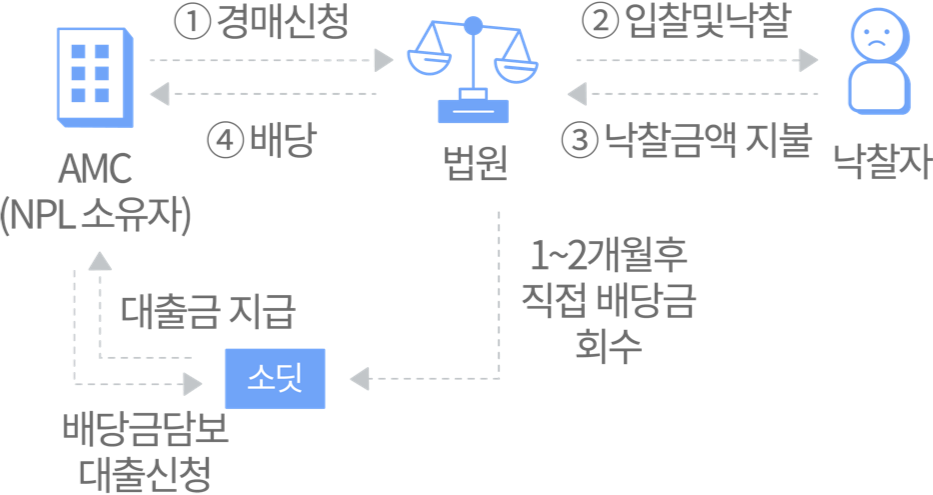 ① 경매신청
② 입찰및낙찰
④ 배당
③ 낙찰금액 지불
AMC
(NPL 소유자)
법원
낙찰자
1~2개월후
직접 배당금
회수
대출금 지급
소딧
배당금담보
대출신청